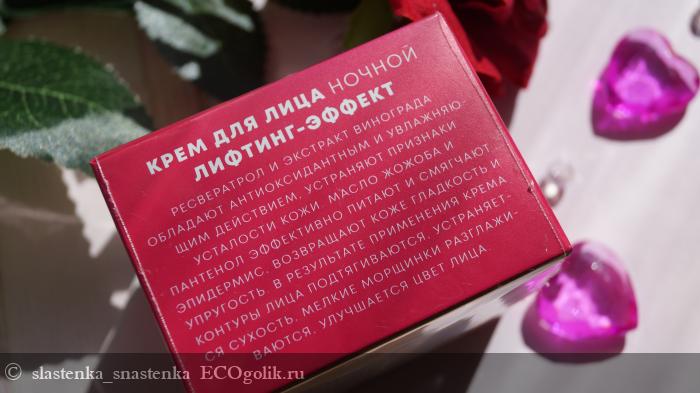 КРЕМ ДЛЯ ЛИЦА НОЧНОЙ
ЛИФТИНГ-ЭФФЕКТ
РЕСВЕРАТРОЛ И ЭКСТРАКТ ВИНОГРАДА
ОБЛАДАЮТ АНТИОКСИДАНТНЫМ И УВЛАЖНЯЮ-
ЩИМ ДЕЙСТВИЕМ, УСТРАНЯЮТ ПРИЗНАКИ
УСТАЛОСТИ КОЖИ. МАСЛО ЖОЖОБА И
ПАНТЕНОЛ ЭФФЕКТИВНО ПИТАЮТ И СМЯГЧАЮТ
ЭПИДЕРМИС, ВОЗВРАЩАЮТ КОЖЕ ГЛАДКОСТЬ И
УПРУГОСТЬ. В РЕЗУЛЬТАТЕ ПРИМЕНЕНИЯ КРЕМА
КОНТУРЫ ЛИЦА ПОДТЯГИВАЮТСЯ, УСТРАНЯЕТ-
СЯ СУХОСТЬ, МЕЛКИЕ МОРЩИНКИ РАЗГЛАЖИ-
ВАЮТСЯ, УЛУЧШАЕТСЯ ЦВЕТ ЛИЦА.
© slastenka_snastenka ECOgolik.ru